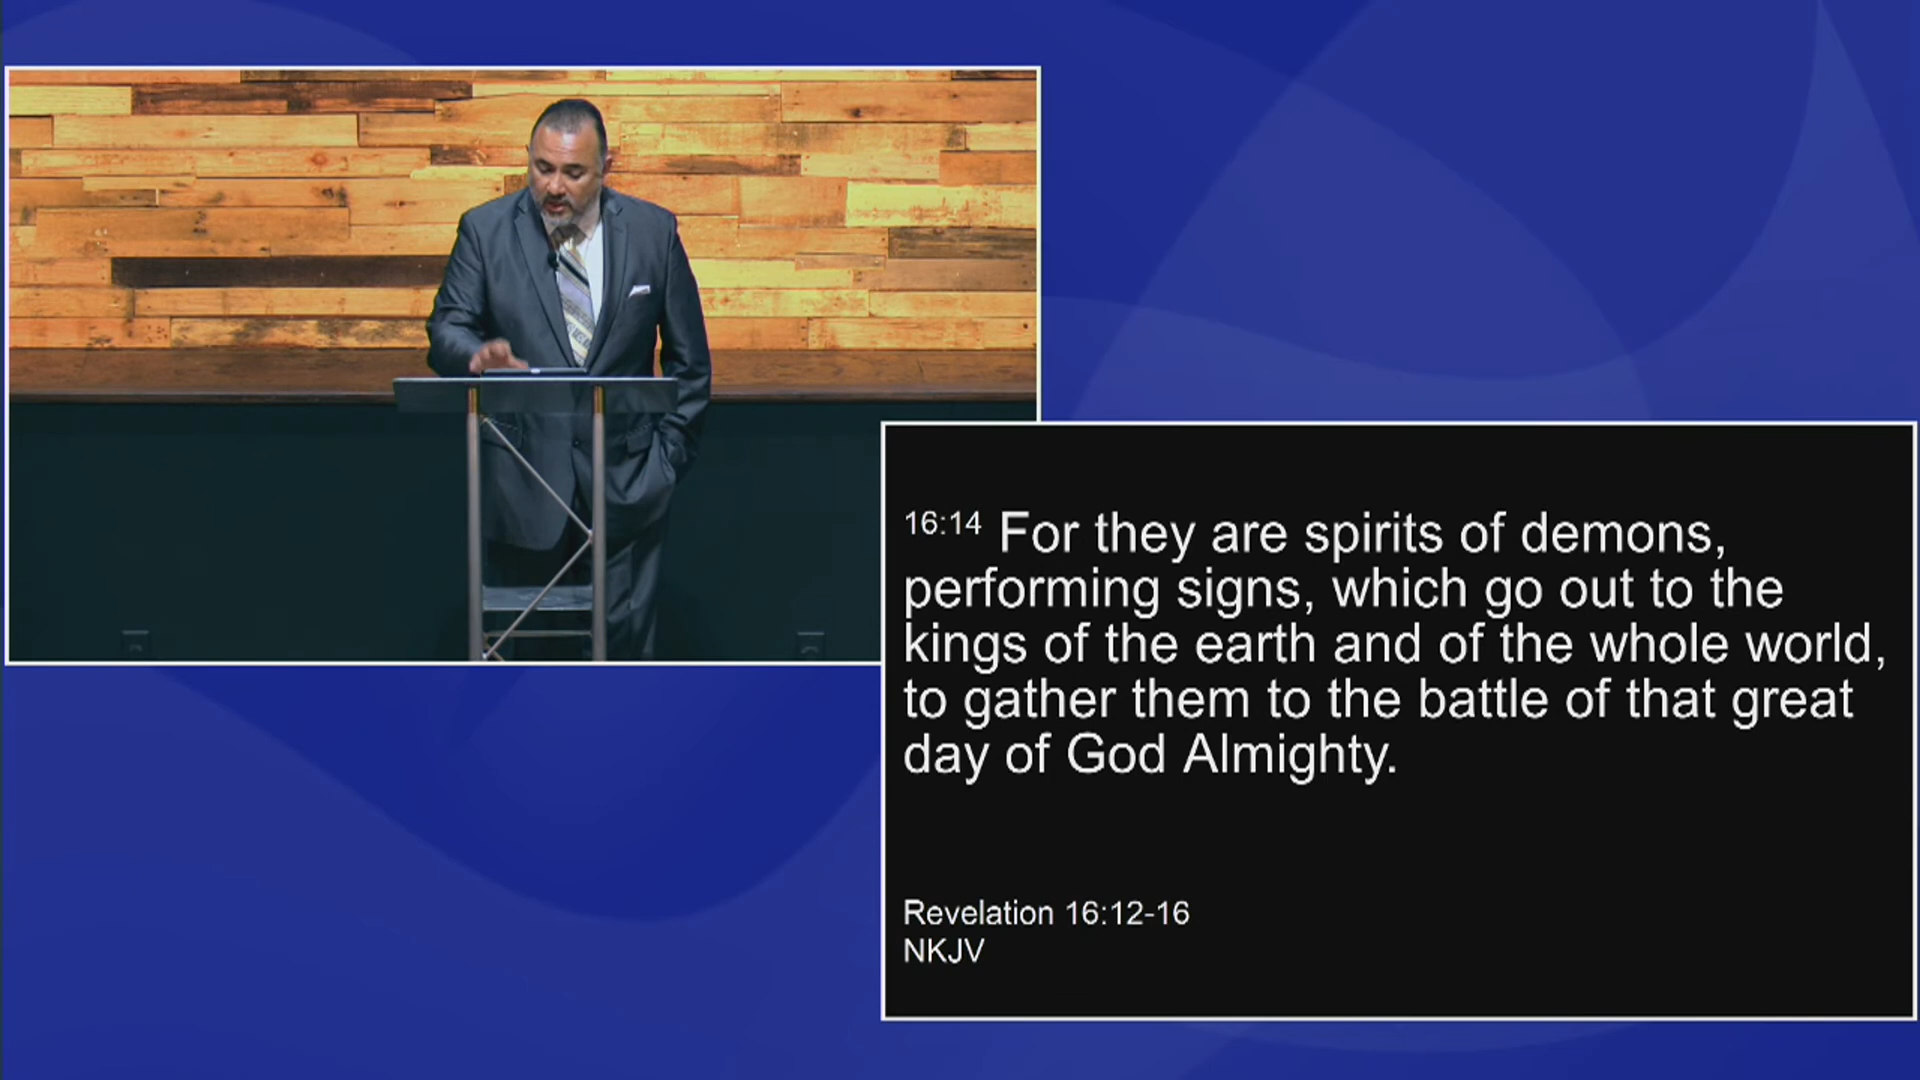 16:14 For they are spirits of demons,
performing signs, which go out to the
kings of the earth and of the whole world,
to gather them to the battle of that great
day of God Almighty.
Revelation 16:12-16
NKJV